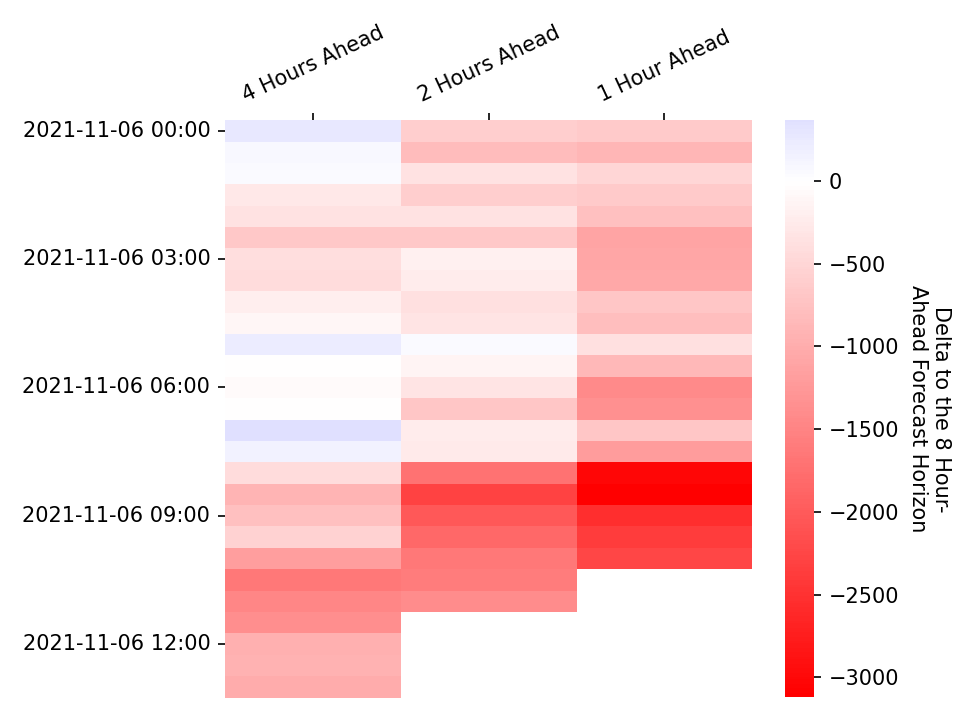 4 Hours Ahead
2 Hours Ahead
1 Hour Ahead
2021-11-06 00:00
2021-11-06 03:00
2021-11-06 06:00
2021-11-06 09:00
2021-11-06 12:00
0
−500
−1000
−1500
−2000
−2500
−3000
Delta to the 8 Hour-
Ahead Forecast Horizon